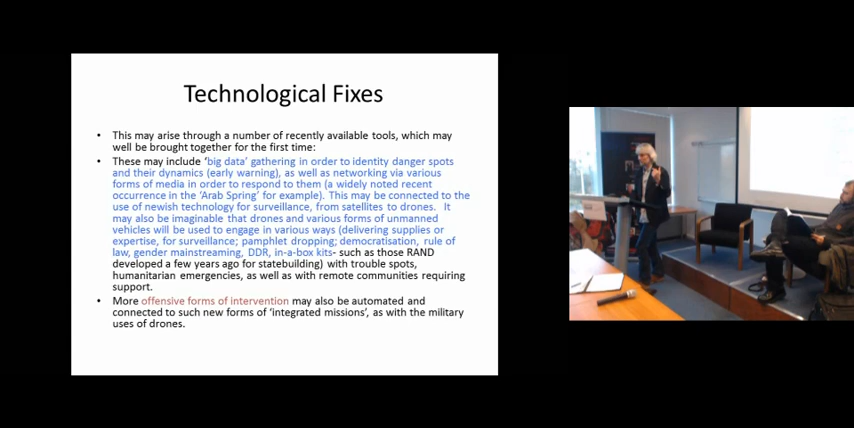 Technological Fixes
• This may arise through a number of recently available tools, which may
well be brought together for the first time:
• These may include ‘big data’ gathering in order to identity danger spots
and their dynamics (early warning), as well as networking via various
forms of media in order to respond to them (a widely noted recent
occurrence in the ‘Arab Spring’ for example). This may be connected to the
use of newish technology for surveillance, from satellites to drones. It
may also be imaginable that drones and various forms of unmanned
vehicles will be used to engage in various ways (delivering supplies or
expertise, for surveillance; pamphlet dropping; democratisation, rule of
law, gender mainstreaming, DDR, in-a-box kits- such as those RAND
developed a few years ago for statebuilding) with trouble spots,
humanitarian emergencies, as well as with remote communities requiring
support.
• More offensive forms of intervention may also be automated and
connected to such new forms of ‘integrated missions’, as with the military
uses of drones.